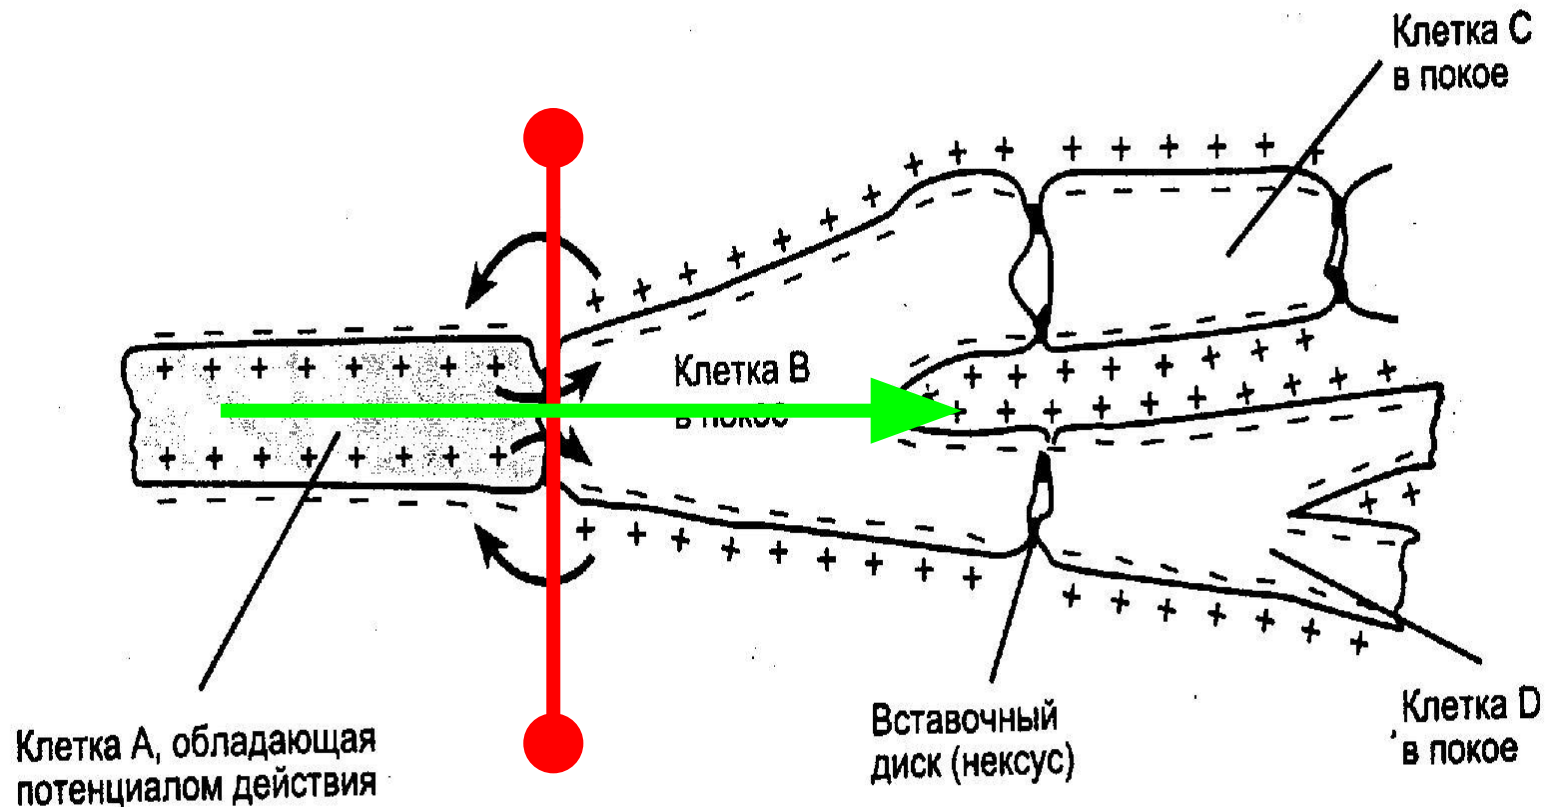 Клетка С
в покое
Клетка В
в покое
Клетка А, обладающая
потенциалом действия
Вставочный
диск (нексус)
Клетка D
в покое